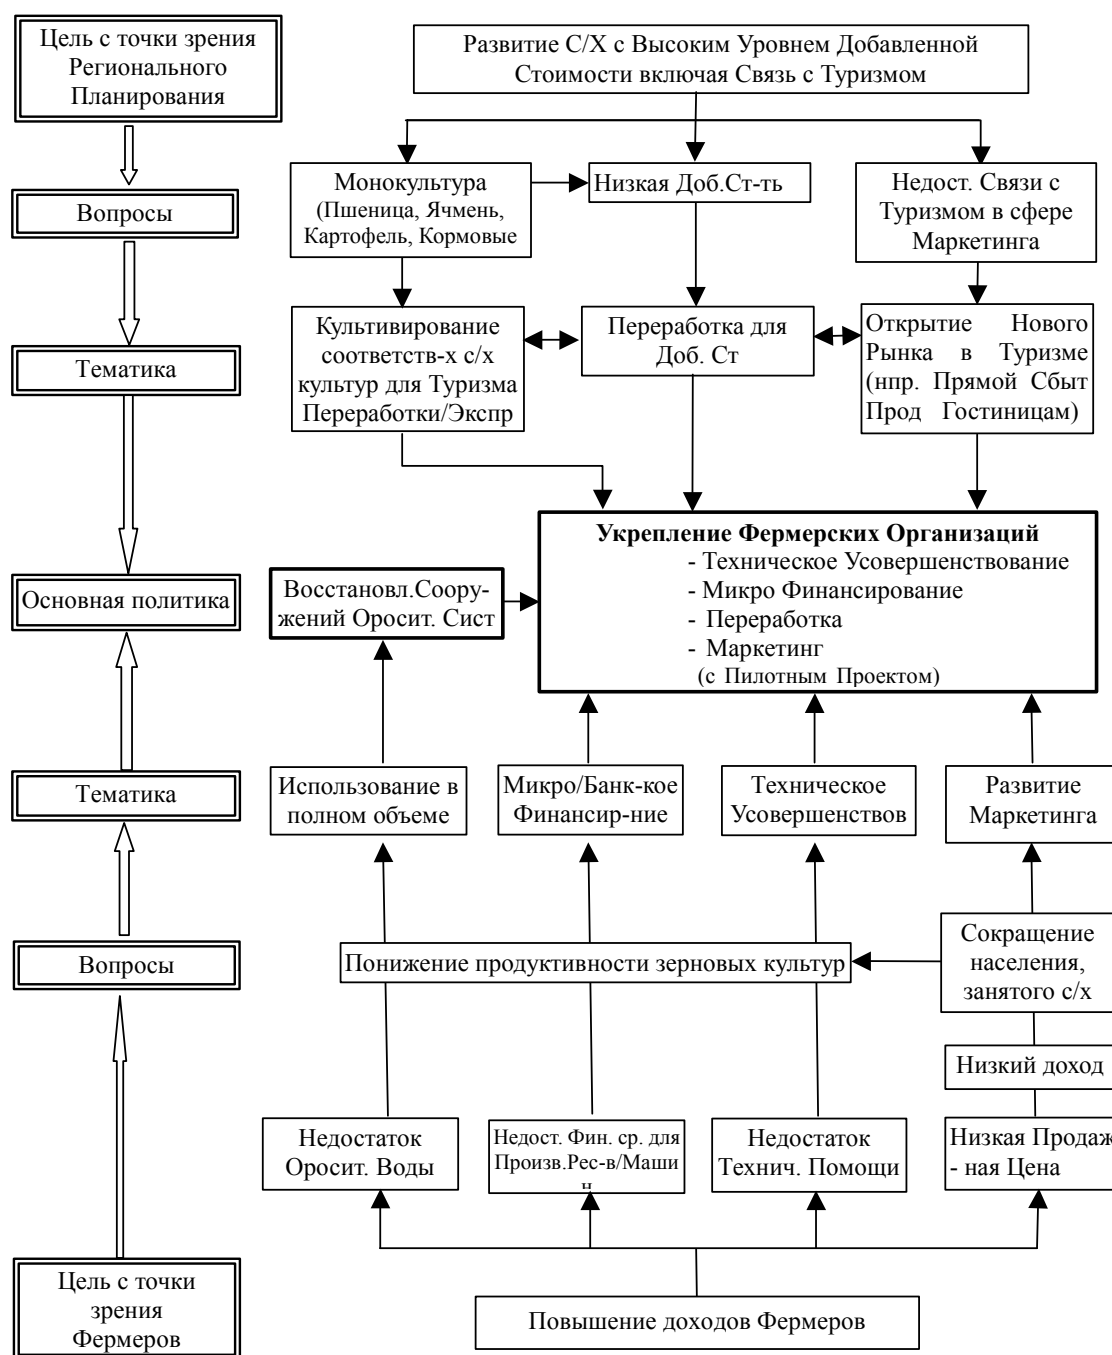 Цель с точки зрения
Регионального
Планирования
Развитие С/Х с Высоким Уровнем Добавленной
Стоимости включая Связь с Туризмом
Вопросы
Монокультура
(Пшеница, Ячмень,
Картофель, Кормовые
Низкая Доб.Ст-ть
Недост. Связи с
Туризмом в сфере
Маркетинга
Тематика
Культивирование
соответств-х с/х
культур для Туризма
Переработки/Экспр
Переработка для
Доб. Ст
Открытие Нового
Рынка в Туризме
(нпр. Прямой Сбыт
Прод Гостиницам)
Основная политика
Восстановл.Соору-
жений Оросит. Сист
Укрепление Фермерских Организаций
- Техническое Усовершенствование
- Микро Финансирование
- Переработка
- Маркетинг
(с Пилотным Проектом)
Тематика
Использование в
полном объеме
Микро/Банк-кое
Финансир-ние
Техническое
Усовершенствов
Развитие
Маркетинга
Вопросы
Понижение продуктивности зерновых культур
Сокращение
населения,
занятого с/х
Низкий доход
Недостаток
Оросит. Воды
Недост. Фин. ср. для
Произв.Рес-в/Маши
н
Недостаток
Технич. Помощи
Низкая Продаж
- ная Цена
Цель с точки
зрения
Фермеров
Повышение доходов Фермеров